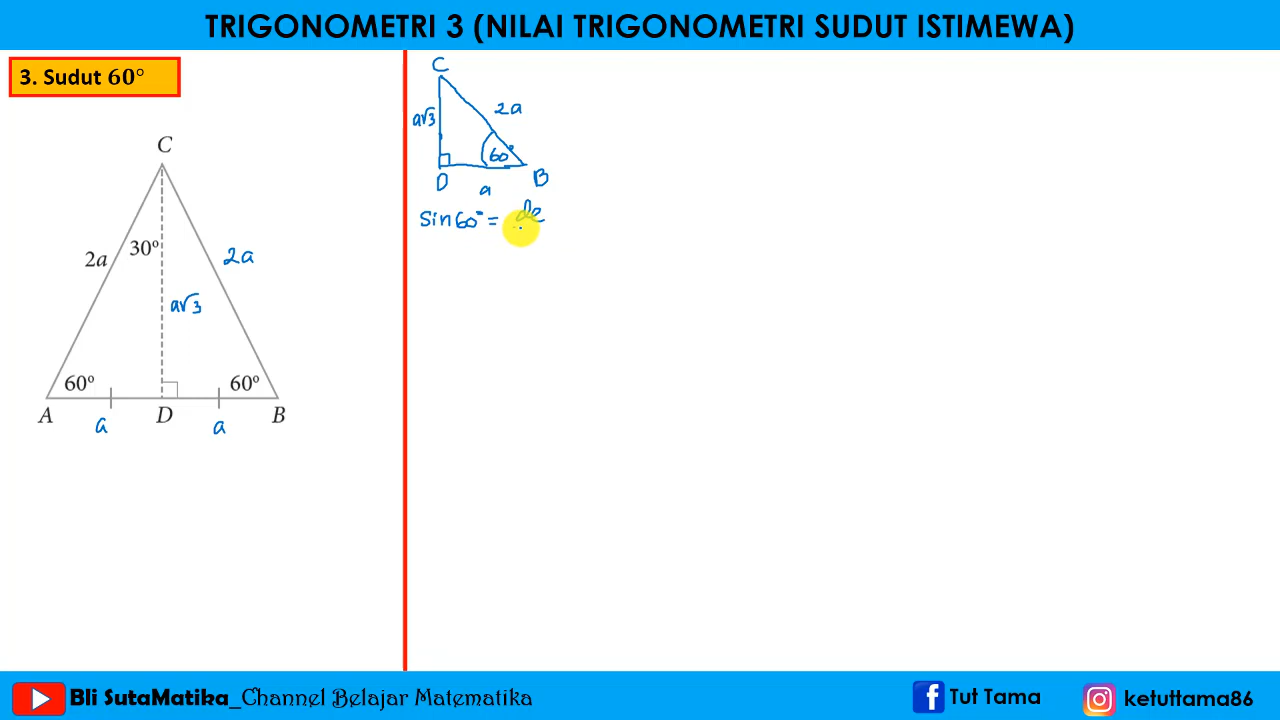 TRIGONOMETRI 3 (NILAI TRIGONOMETRI SUDUT ISTIMEWA)
3. Sudut 60°
C
2a
30°
2a
a√3
60°
60°
A
D
B
a
a
C
a√3
2a
60°
D
a
B
sin 60° = de
Bli SutaMatika_Channel Belajar Matematika
Tut Tama
ketuttama86